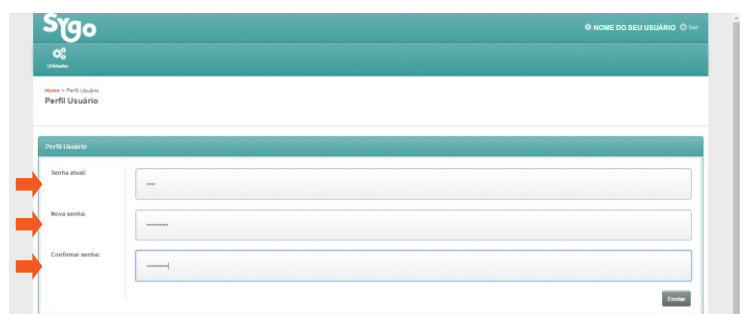 Sygo
NOME DO SEU USUÁRIO Sair
Utilidades
Home > Perfil Usuário
Perfil Usuário
Perfil Usuário
Senha atual:
Nova senha:
Confirmar senha:
Enviar